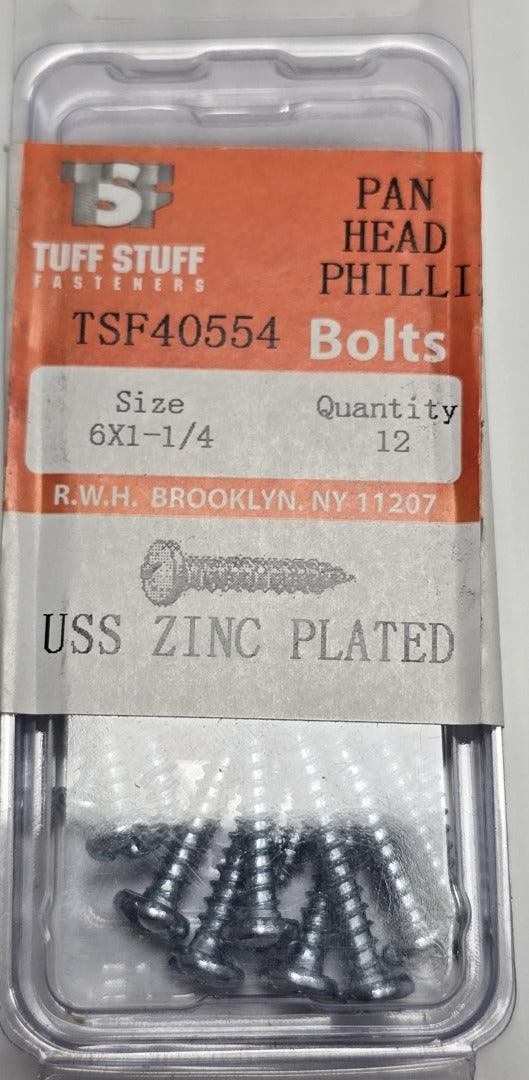 TSF
TUFF STUFF
FASTENERS
PAN
HEAD
PHILLI
TSF40554 Bolts
Size Quantity
6X1-1/4 12
R.W.H. BROOKLYN. NY 11207
USS ZINC PLATED